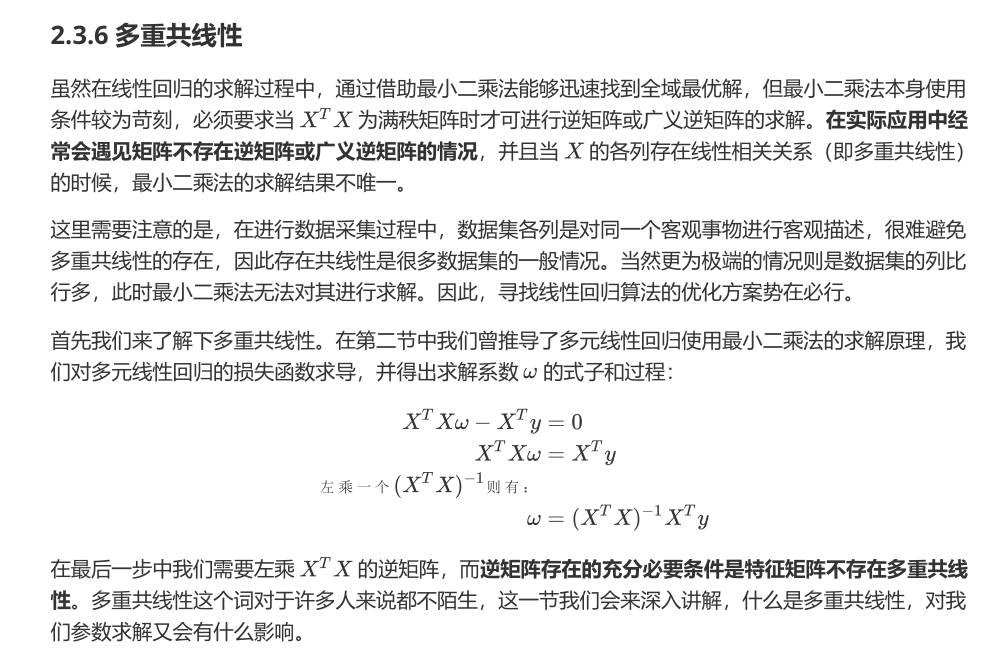 2.3.6 多重共线性
虽然在线性回归的求解过程中，通过借助最小二乘法能够迅速找到全域最优解，但最小二乘法本身使用
条件较为苛刻，必须要求当 X^T X 为满秩矩阵时才可进行逆矩阵或广义逆矩阵的求解。在实际应用中经
常会遇见矩阵不存在逆矩阵或广义逆矩阵的情况，并且当 X 的各列存在线性相关关系（即多重共线性）
的时候，最小二乘法的求解结果不唯一。
这里需要注意的是，在进行数据采集过程中，数据集各列是对同一个客观事物进行客观描述，很难避免
多重共线性的存在，因此存在共线性是很多数据集的一般情况。当然更为极端的情况则是数据集的列比
行多，此时最小二乘法无法对其进行求解。因此，寻找线性回归算法的优化方案势在必行。
首先我们来了解下多重共线性。在第二节中我们曾推导了多元线性回归使用最小二乘法的求解原理，我
们对多元线性回归的损失函数求导，并得出求解系数 ω 的式子和过程：
X^T Xω − X^T y = 0
X^T Xω = X^T y
左乘一个 (X^T X)^−1 则有：
ω = (X^T X)^−1 X^T y
在最后一步中我们需要左乘 X^T X 的逆矩阵，而逆矩阵存在的充分必要条件是特征矩阵不存在多重共线
性。多重共线性这个词对于许多人来说都不陌生，这一节我们会来深入讲解，什么是多重共线性，对我
们参数求解又会有什么影响。